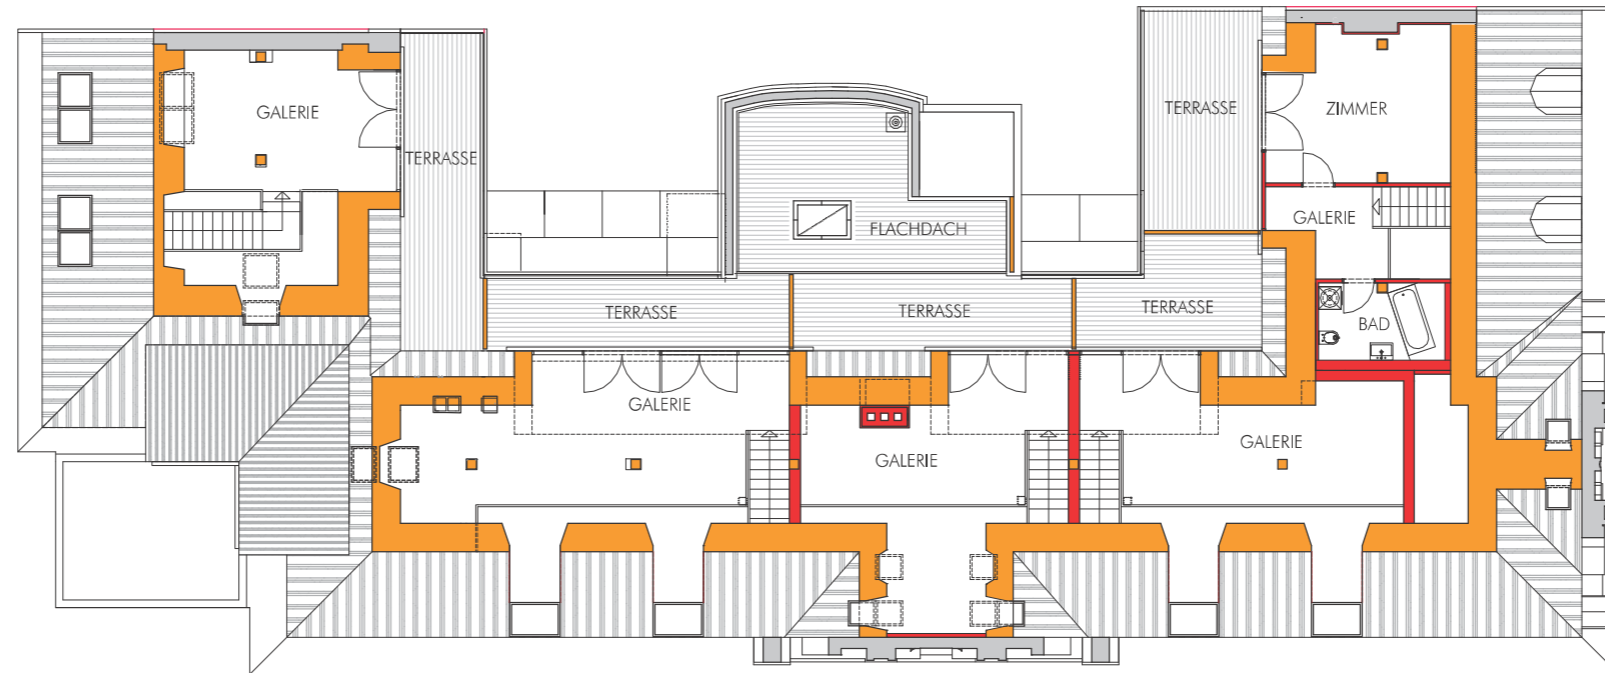 GALERIE
TERRASSE
TERRASSE
ZIMMER
GALERIE
FLACHDACH
TERRASSE
TERRASSE
TERRASSE
BAD
GALERIE
GALERIE
GALERIE